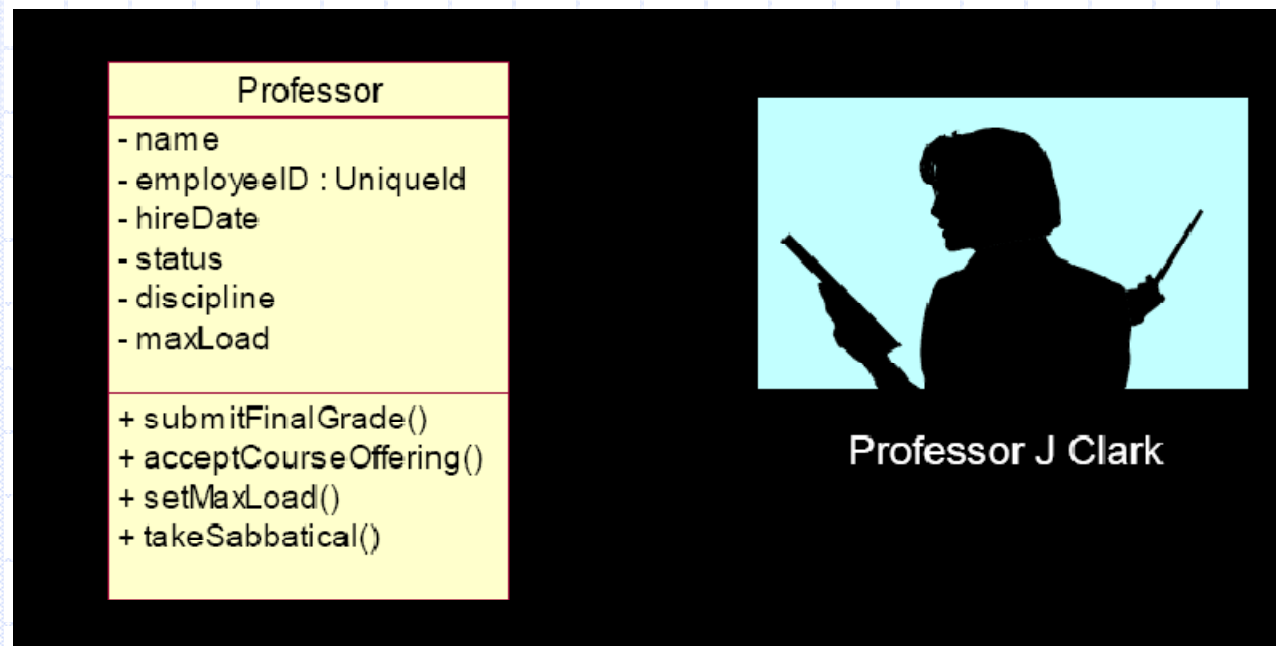 Professor
- name
- employeeID : UniqueId
- hireDate
- status
- discipline
- maxLoad
+ submitFinalGrade()
+ acceptCourseOffering()
+ setMaxLoad()
+ takeSabbatical()
Professor J Clark